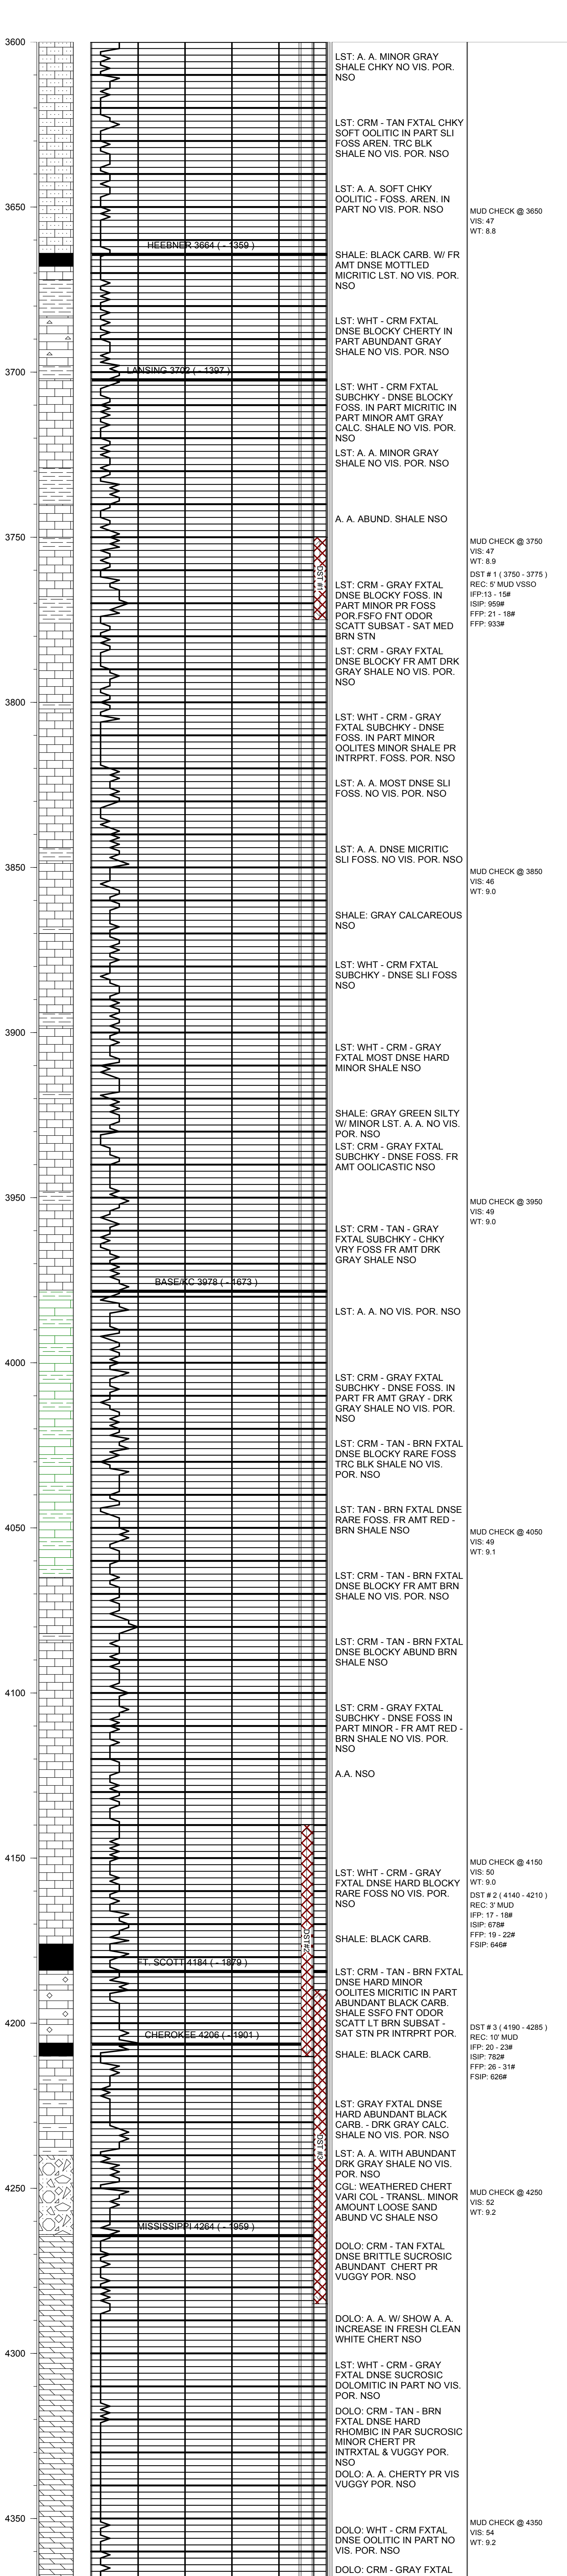 3600
LST: A. A. MINOR GRAY
SHALE CHKY NO VIS. POR.
NSO
LST: CRM - TAN FXTAL CHKY
SOFT OOLITIC IN PART SLI
FOSS AREN. TRC BLK
SHALE NO VIS. POR. NSO
LST: A. A. SOFT CHKY
OOLITIC - FOSS. AREN. IN
PART NO VIS. POR. NSO
3650
MUD CHECK @ 3650
VIS: 47
WT: 8.8
HEEBNER 3664 ( - 1359 )
SHALE: BLACK CARB. W/ FR
AMT DNSE MOTTLED
MICRITIC LST. NO VIS. POR.
NSO
LST: WHT - CRM FXTAL
DNSE BLOCKY CHERTY IN
PART ABUNDANT GRAY
SHALE NO VIS. POR. NSO
3700
LANSING 3702 ( - 1397 )
LST: WHT - CRM FXTAL
SUBCHKY - DNSE BLOCKY
FOSS. IN PART MICRITIC IN
PART MINOR AMT GRAY
CALC. SHALE NO VIS. POR.
NSO
LST: A. A. MINOR GRAY
SHALE NO VIS. POR. NSO
A. A. ABUND. SHALE NSO
3750
MUD CHECK @ 3750
VIS: 47
WT: 8.9
DST # 1 ( 3750 - 3775 )
REC: 5' MUD VSSO
IFP:13 - 15#
ISIP: 959#
FFP: 21 - 18#
FFP: 933#
DST #1
LST: CRM - GRAY FXTAL
DNSE BLOCKY FOSS. IN
PART MINOR PR FOSS
POR.FSFO FNT ODOR
SCATT SUBSAT - SAT MED
BRN STN
LST: CRM - GRAY FXTAL
DNSE BLOCKY FR AMT DRK
GRAY SHALE NO VIS. POR.
NSO
3800
LST: WHT - CRM - GRAY
FXTAL SUBCHKY - DNSE
FOSS. IN PART MINOR
OOLITES MINOR SHALE PR
INTRPRT. FOSS. POR. NSO
LST: A. A. MOST DNSE SLI
FOSS. NO VIS. POR. NSO
LST: A. A. DNSE MICRITIC
SLI FOSS. NO VIS. POR. NSO
3850
MUD CHECK @ 3850
VIS: 46
WT: 9.0
SHALE: GRAY CALCAREOUS
NSO
LST: WHT - CRM FXTAL
SUBCHKY - DNSE SLI FOSS
NSO
3900
LST: WHT - CRM - GRAY
FXTAL MOST DNSE HARD
MINOR SHALE NSO
SHALE: GRAY GREEN SILTY
W/ MINOR LST. A. A. NO VIS.
POR. NSO
LST: CRM - GRAY FXTAL
SUBCHKY - DNSE FOSS. FR
AMT OOLICASTIC NSO
3950
MUD CHECK @ 3950
VIS: 49
WT: 9.0
LST: CRM - TAN - GRAY
FXTAL SUBCHKY - CHKY
VRY FOSS FR AMT DRK
GRAY SHALE NSO
BASE/KC 3978 ( - 1673 )
LST: A. A. NO VIS. POR. NSO
4000
LST: CRM - GRAY FXTAL
SUBCHKY - DNSE FOSS. IN
PART FR AMT GRAY - DRK
GRAY SHALE NO VIS. POR.
NSO
LST: CRM - TAN - BRN FXTAL
DNSE BLOCKY RARE FOSS
TRC BLK SHALE NO VIS.
POR. NSO
LST: TAN - BRN FXTAL DNSE
RARE FOSS. FR AMT RED -
BRN SHALE NSO
4050
MUD CHECK @ 4050
VIS: 49
WT: 9.1
LST: CRM - TAN - BRN FXTAL
DNSE BLOCKY FR AMT BRN
SHALE NO VIS. POR. NSO
LST: CRM - TAN - BRN FXTAL
DNSE BLOCKY ABUND BRN
SHALE NSO
4100
LST: CRM - GRAY FXTAL
SUBCHKY - DNSE FOSS IN
PART MINOR - FR AMT RED -
BRN SHALE NO VIS. POR.
NSO
A.A. NSO
4150
MUD CHECK @ 4150
VIS: 50
WT: 9.0
LST: WHT - CRM - GRAY
FXTAL DNSE HARD BLOCKY
RARE FOSS NO VIS. POR.
NSO
DST # 2 ( 4140 - 4210 )
REC: 3' MUD
IFP: 17 - 18#
ISIP: 678#
FFP: 19 - 22#
FSIP: 646#
DST #2
SHALE: BLACK CARB.
FT. SCOTT 4184 ( - 1879 )
LST: CRM - TAN - BRN FXTAL
DNSE HARD MINOR
OOLITES MICRITIC IN PART
ABUNDANT BLACK CARB.
SHALE SSFO FNT ODOR
SCATT LT BRN SUBSAT -
SAT STN PR INTRPRT POR.
4200
CHEROKEE 4206 ( - 1901 )
DST # 3 ( 4190 - 4285 )
REC: 10' MUD
IFP: 20 - 23#
ISIP: 782#
FFP: 26 - 31#
FSIP: 626#
SHALE: BLACK CARB.
LST: GRAY FXTAL DNSE
HARD ABUNDANT BLACK
CARB. - DRK GRAY CALC.
SHALE NO VIS. POR. NSO
DST #3
LST: A. A. WITH ABUNDANT
DRK GRAY SHALE NO VIS.
POR. NSO
4250
CGL: WEATHERED CHERT
VARI COL - TRANSL. MINOR
AMOUNT LOOSE SAND
ABUND VC SHALE NSO
MUD CHECK @ 4250
VIS: 52
WT: 9.2
MISSISSIPPI 4264 ( - 1959 )
DOLO: CRM - TAN FXTAL
DNSE BRITTLE SUCROSIC
ABUNDANT CHERT PR
VUGGY POR. NSO
DOLO: A. A. W/ SHOW A. A.
INCREASE IN FRESH CLEAN
WHITE CHERT NSO
4300
LST: WHT - CRM - GRAY
FXTAL DNSE SUCROSIC
DOLOMITIC IN PART NO VIS.
POR. NSO
DOLO: CRM - TAN - BRN
FXTAL DNSE HARD
RHOMBIC IN PAR SUCROSIC
MINOR CHERT PR
INTRXTAL & VUGGY POR.
NSO
DOLO: A. A. CHERTY PR VIS
VUGGY POR. NSO
4350
MUD CHECK @ 4350
VIS: 54
WT: 9.2
DOLO: WHT - CRM FXTAL
DNSE OOLITIC IN PART NO
VIS. POR. NSO
DOLO: CRM - GRAY FXTAL